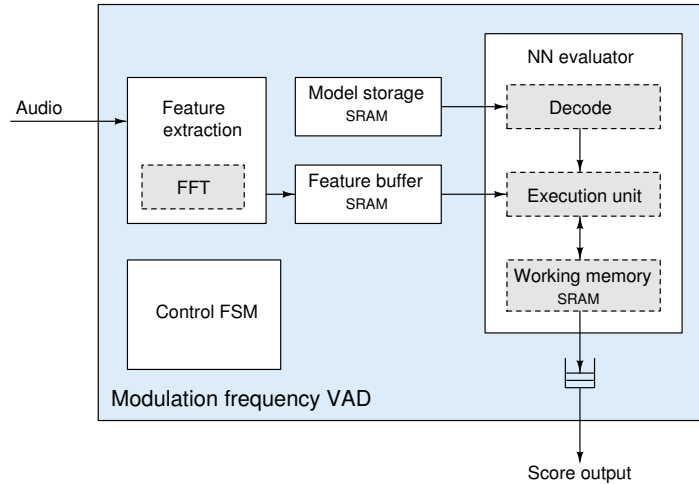 NN evaluator
Audio
Feature
extraction
FFT
Model storage
SRAM
Decode
Feature buffer
SRAM
Execution unit
Working memory
SRAM
Control FSM
Modulation frequency VAD
Score output